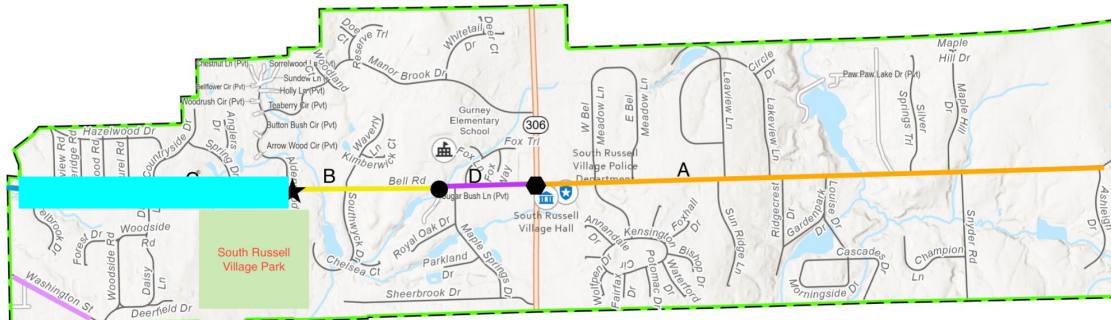 Doe Ct
Reserve Trl
Whitetail Dr
Deer Ct
Woodland Ct
Manor Brook Dr
Chestnut Ln (Pvt)
Sorrelwood Ln
Sundew Ln
Bellflower Cir (Pvt)
Holly Ln (Pvt)
Woodrush Cir (Pvt)
Teaberry Cir (Pvt)
Button Bush Cir (Pvt)
Arrow Wood Cir (Pvt)
Anglers Dr
Spring Dr
Hazelwood Dr
Countryside Dr
Waverly Ln
Kimberwick Ct
Gurney
Elementary
School
Fox Trl
Fox Way
306
W Bel Meadow Ln
E Bel Meadow Ln
Leaview Ln
Circle Dr
Lakeview Ln
Paw Paw Lake Dr (Pvt)
Silver Springs Trl
Maple Hill Dr
Maple Hill
South Russell
Village Police
Department
B
Bell Rd
D
A
Sugar Bush Ln (Pvt)
South Russell
Village Hall
Southwyck Dr
Chelsea Ct
Royal Oak Dr
Parkland Dr
Maple Springs Dr
Sherbrook Dr
Annandale Dr
Kensington Cir
Foxhall Dr
Bishop Dr
Wolfpen Dr
Fairfax Dr
Potomac Dr
Waterford Dr
Sun Ridge Ln
Ridgecrest Dr
Gardenpark Dr
Louise Dr
Cascades Dr
Morningside Dr
Champion Ln
Snyder Rd
Ashleigh Dr
South Russell
Village Park
Forest Dr
Woodside Rd
Woodside Rd
Daisy Ln
Deerfield Dr
Washington St